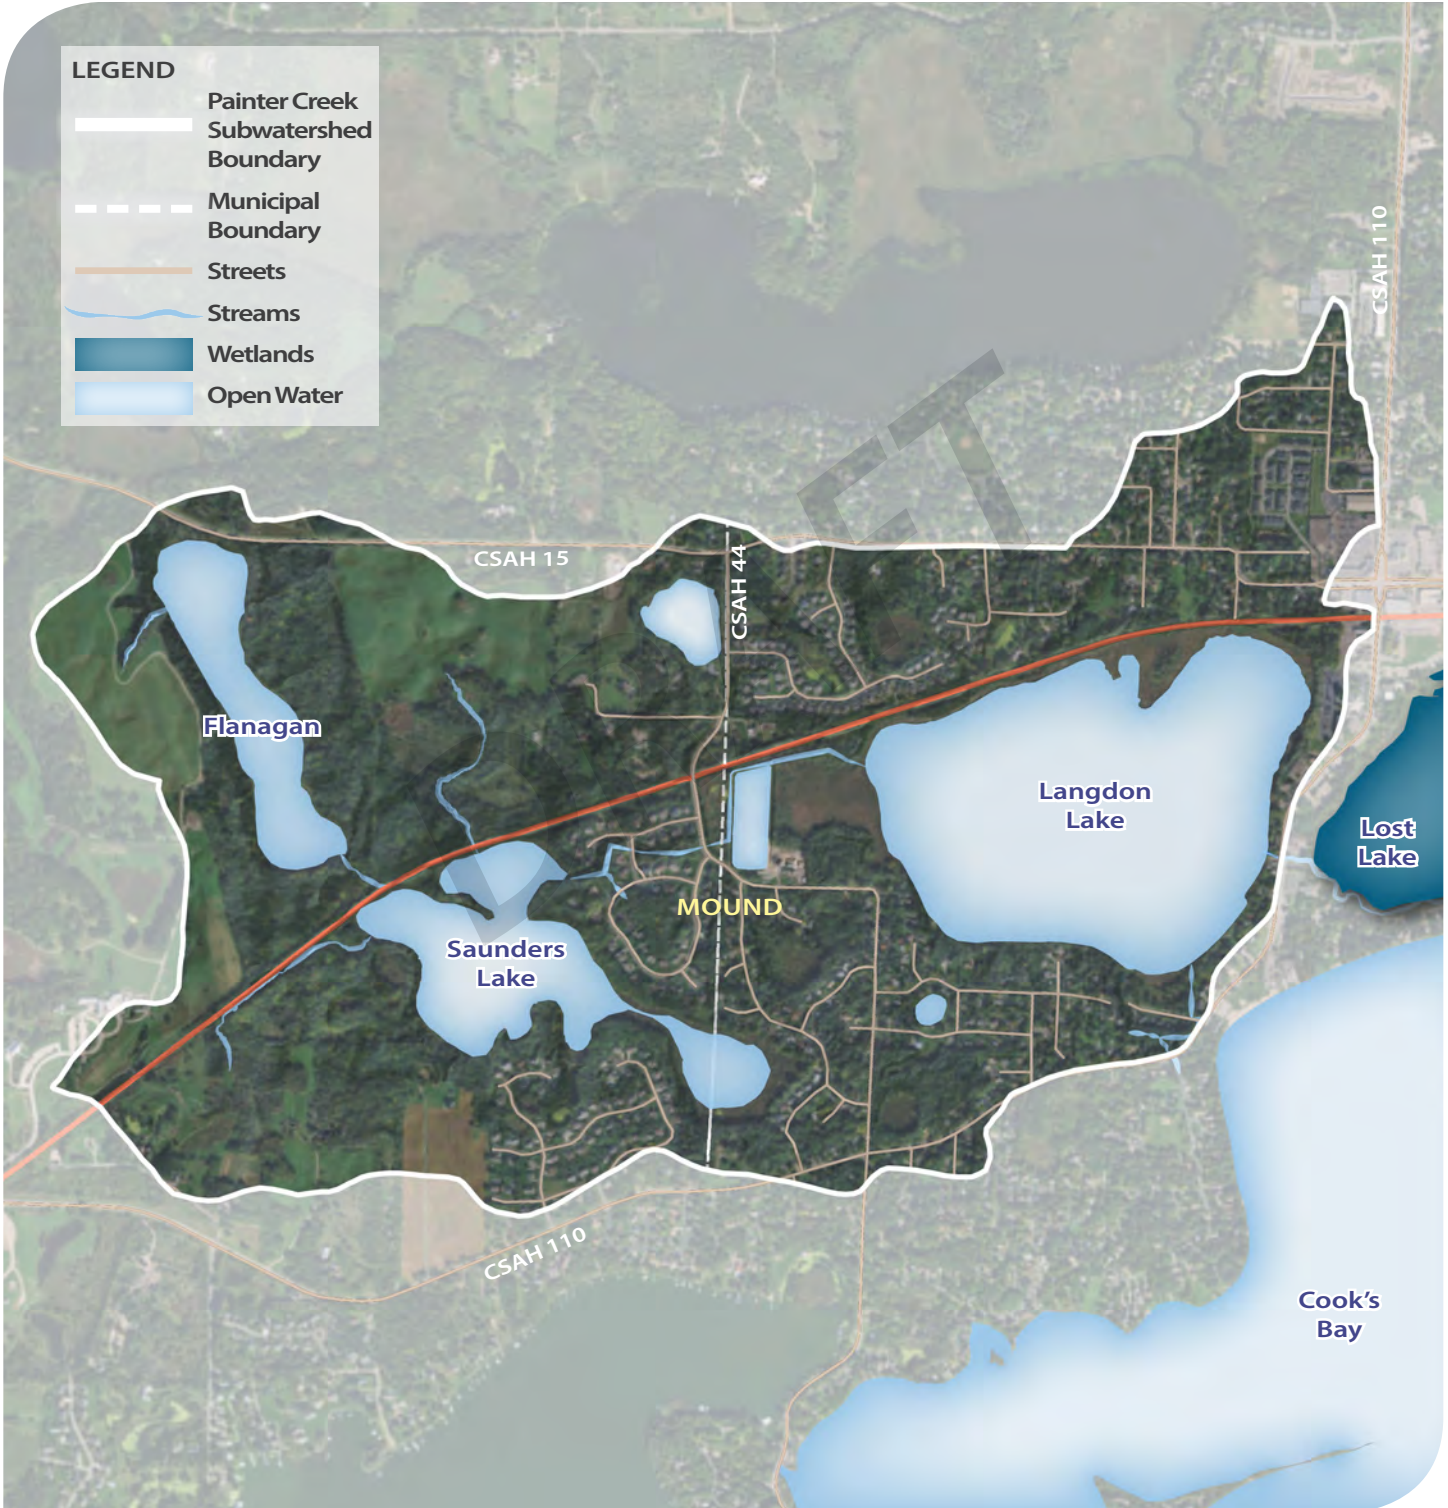 LEGEND
Painter Creek
Subwatershed
Boundary
Municipal
Boundary
Streets
Streams
Wetlands
Open Water
CSAH 110
CSAH 15
CSAH 44
Flanagan
Langdon
Lake
Lost
Lake
MOUND
Saunders
Lake
CSAH 110
Cook's
Bay
DRAFT